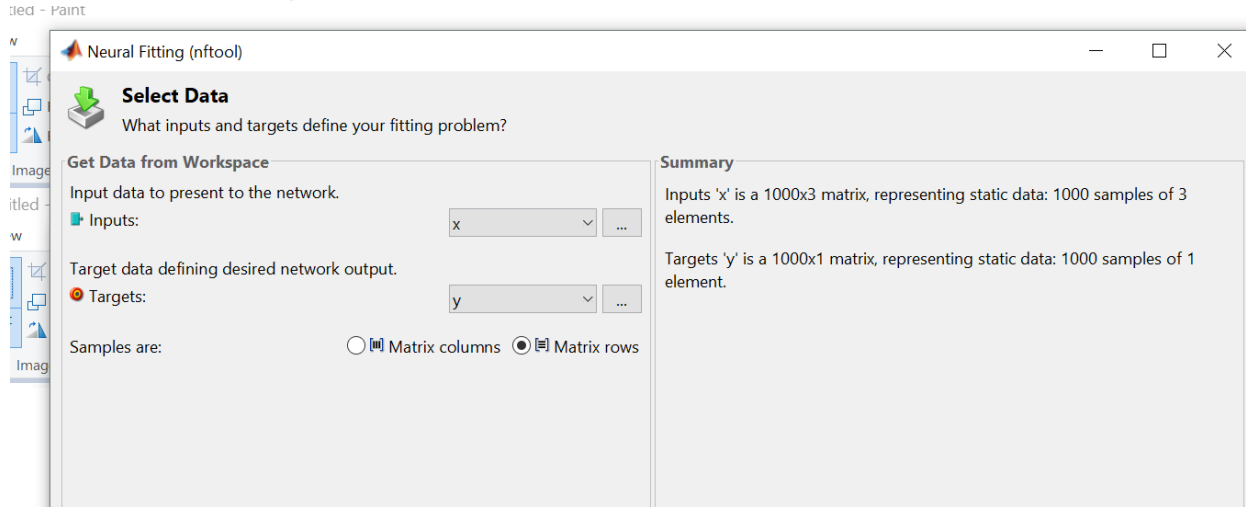 tled - Paint
w
Neural Fitting (nftool)
Select Data
What inputs and targets define your fitting problem?
Image
itled -
ew
Imag
Get Data from Workspace
Input data to present to the network.
Inputs:
x
...
Target data defining desired network output.
Targets:
y
...
Samples are:
Matrix columns
Matrix rows
Summary
Inputs 'x' is a 1000x3 matrix, representing static data: 1000 samples of 3
elements.
Targets 'y' is a 1000x1 matrix, representing static data: 1000 samples of 1
element.